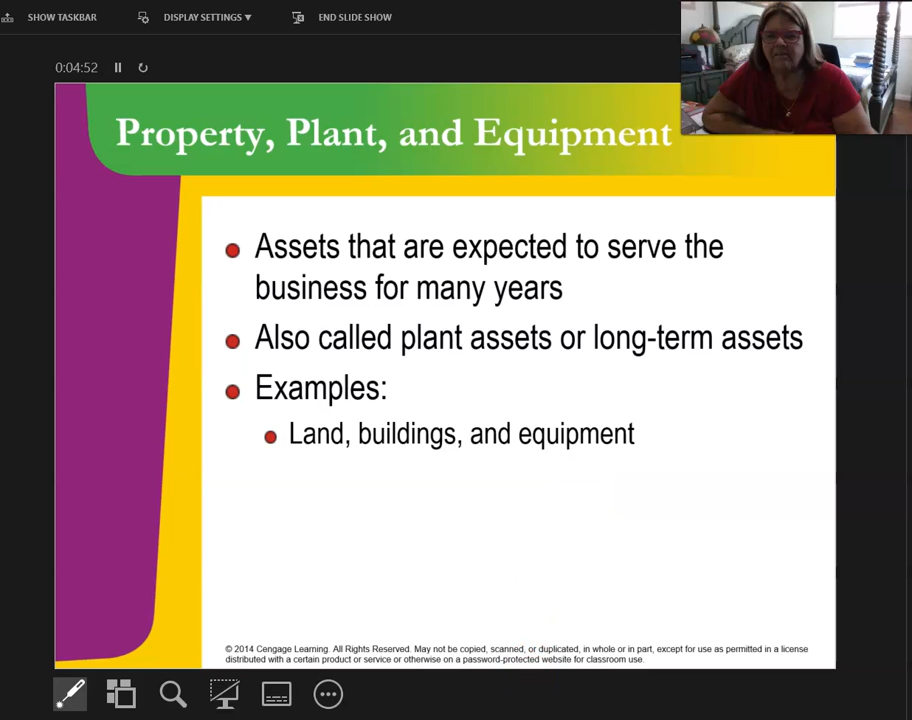 SHOW TASKBAR DISPLAY SETTINGS ▼ END SLIDE SHOW
0:04:52
Property, Plant, and Equipment
Assets that are expected to serve the
business for many years
Also called plant assets or long-term assets
Examples:
Land, buildings, and equipment
© 2014 Cengage Learning. All Rights Reserved. May not be copied, scanned, or duplicated, in whole or in part, except for use as permitted in a license
distributed with a certain product or service or otherwise on a password-protected website for classroom use.